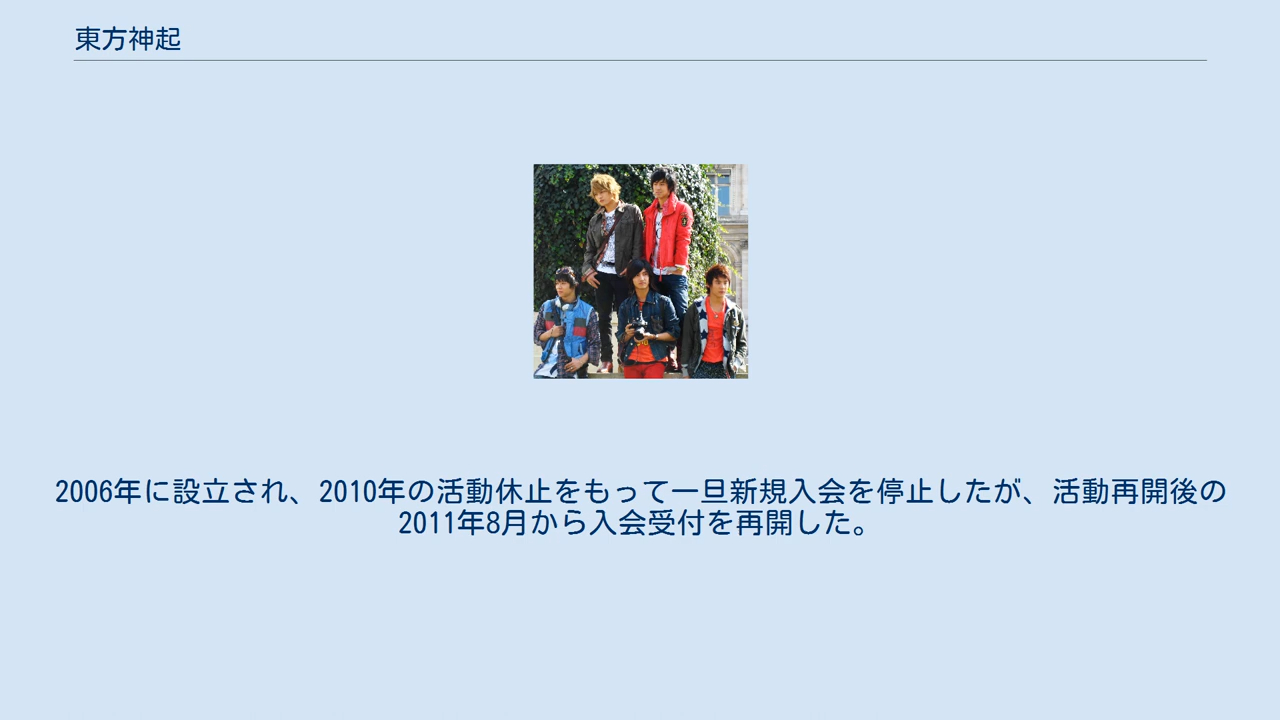 東方神起
2006年に設立され、2010年の活動休止をもって一旦新規入会を停止したが、活動再開後の
2011年8月から入会受付を再開した。